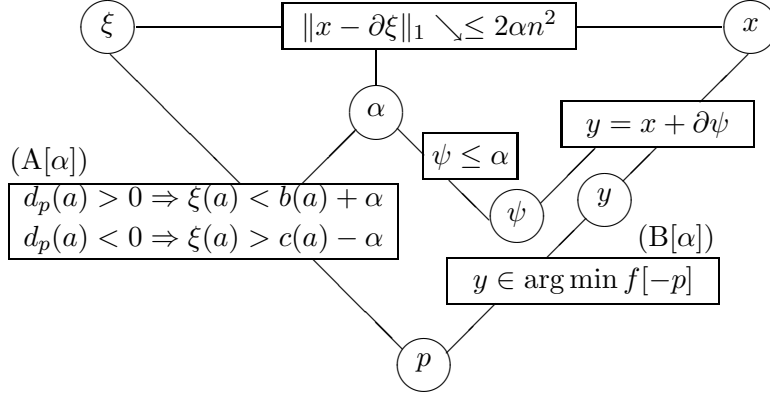 ξ
‖x − ∂ξ‖₁ ↘ ≤ 2αn²
x
α
y = x + ∂ψ
(A[α])
ψ ≤ α
d_p(a) > 0 ⇒ ξ(a) < b(a) + α
d_p(a) < 0 ⇒ ξ(a) > c(a) − α
ψ
y
(B[α])
y ∈ arg min f[−p]
p